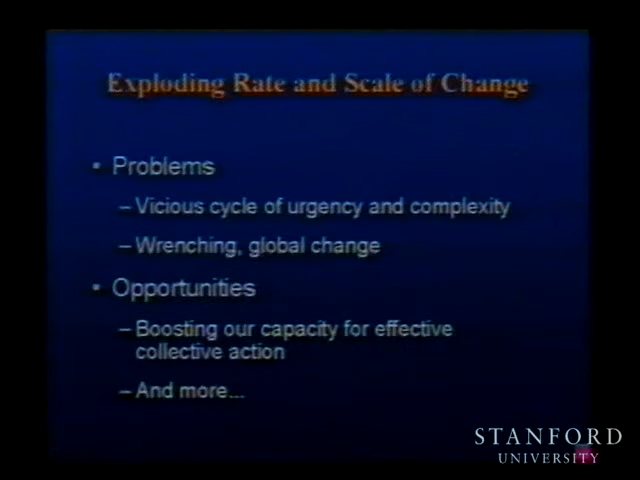 Exploding Rate and Scale of Change
• Problems
– Vicious cycle of urgency and complexity
– Wrenching, global change
• Opportunities
– Boosting our capacity for effective
collective action
– And more...
STANFORD
UNIVERSITY